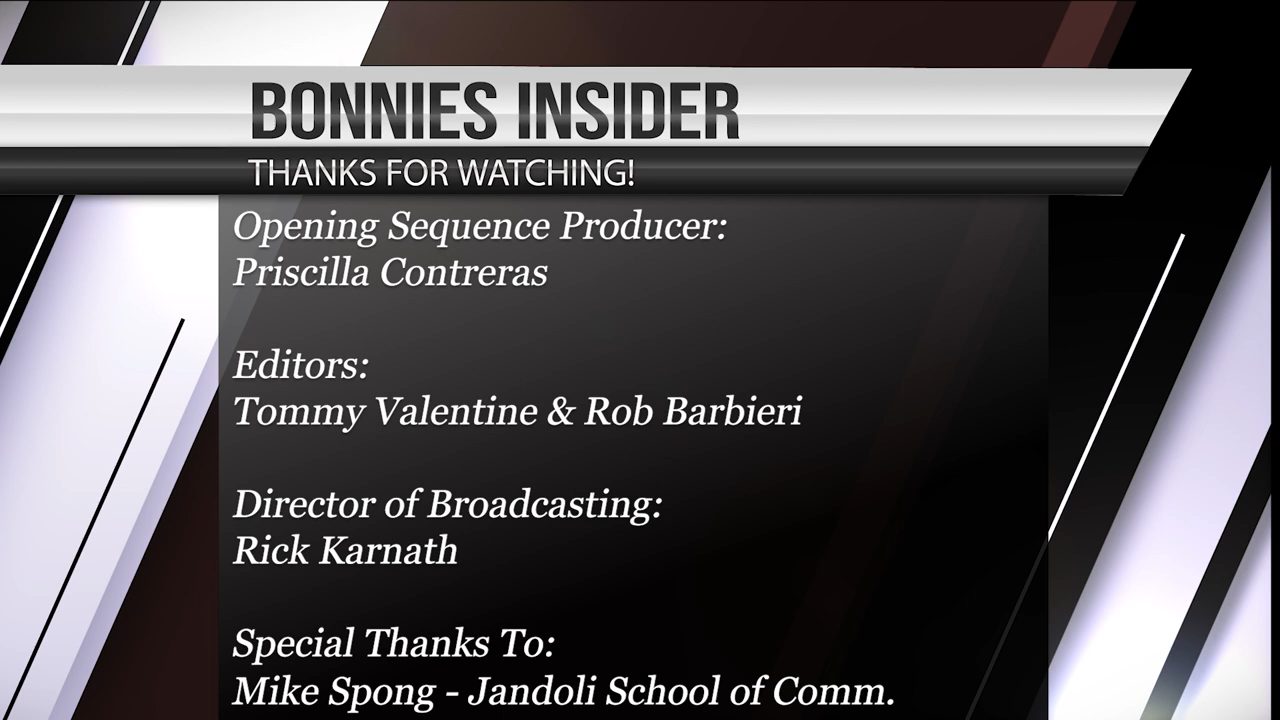 BONNIES INSIDER
THANKS FOR WATCHING!
Opening Sequence Producer:
Priscilla Contreras
Editors:
Tommy Valentine & Rob Barbieri
Director of Broadcasting:
Rick Karnath
Special Thanks To:
Mike Spong - Jandoli School of Comm.